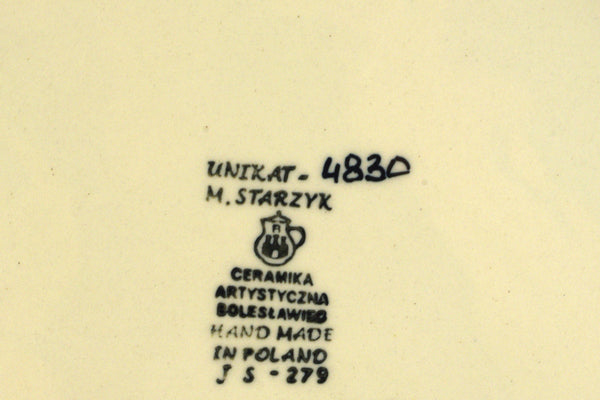 UNIKAT - 4830
M. STARZYK
R
CERAMIKA
ARTYSTYCZNA
BOLESŁAWIEC
HAND MADE
IN POLAND
J S - 279